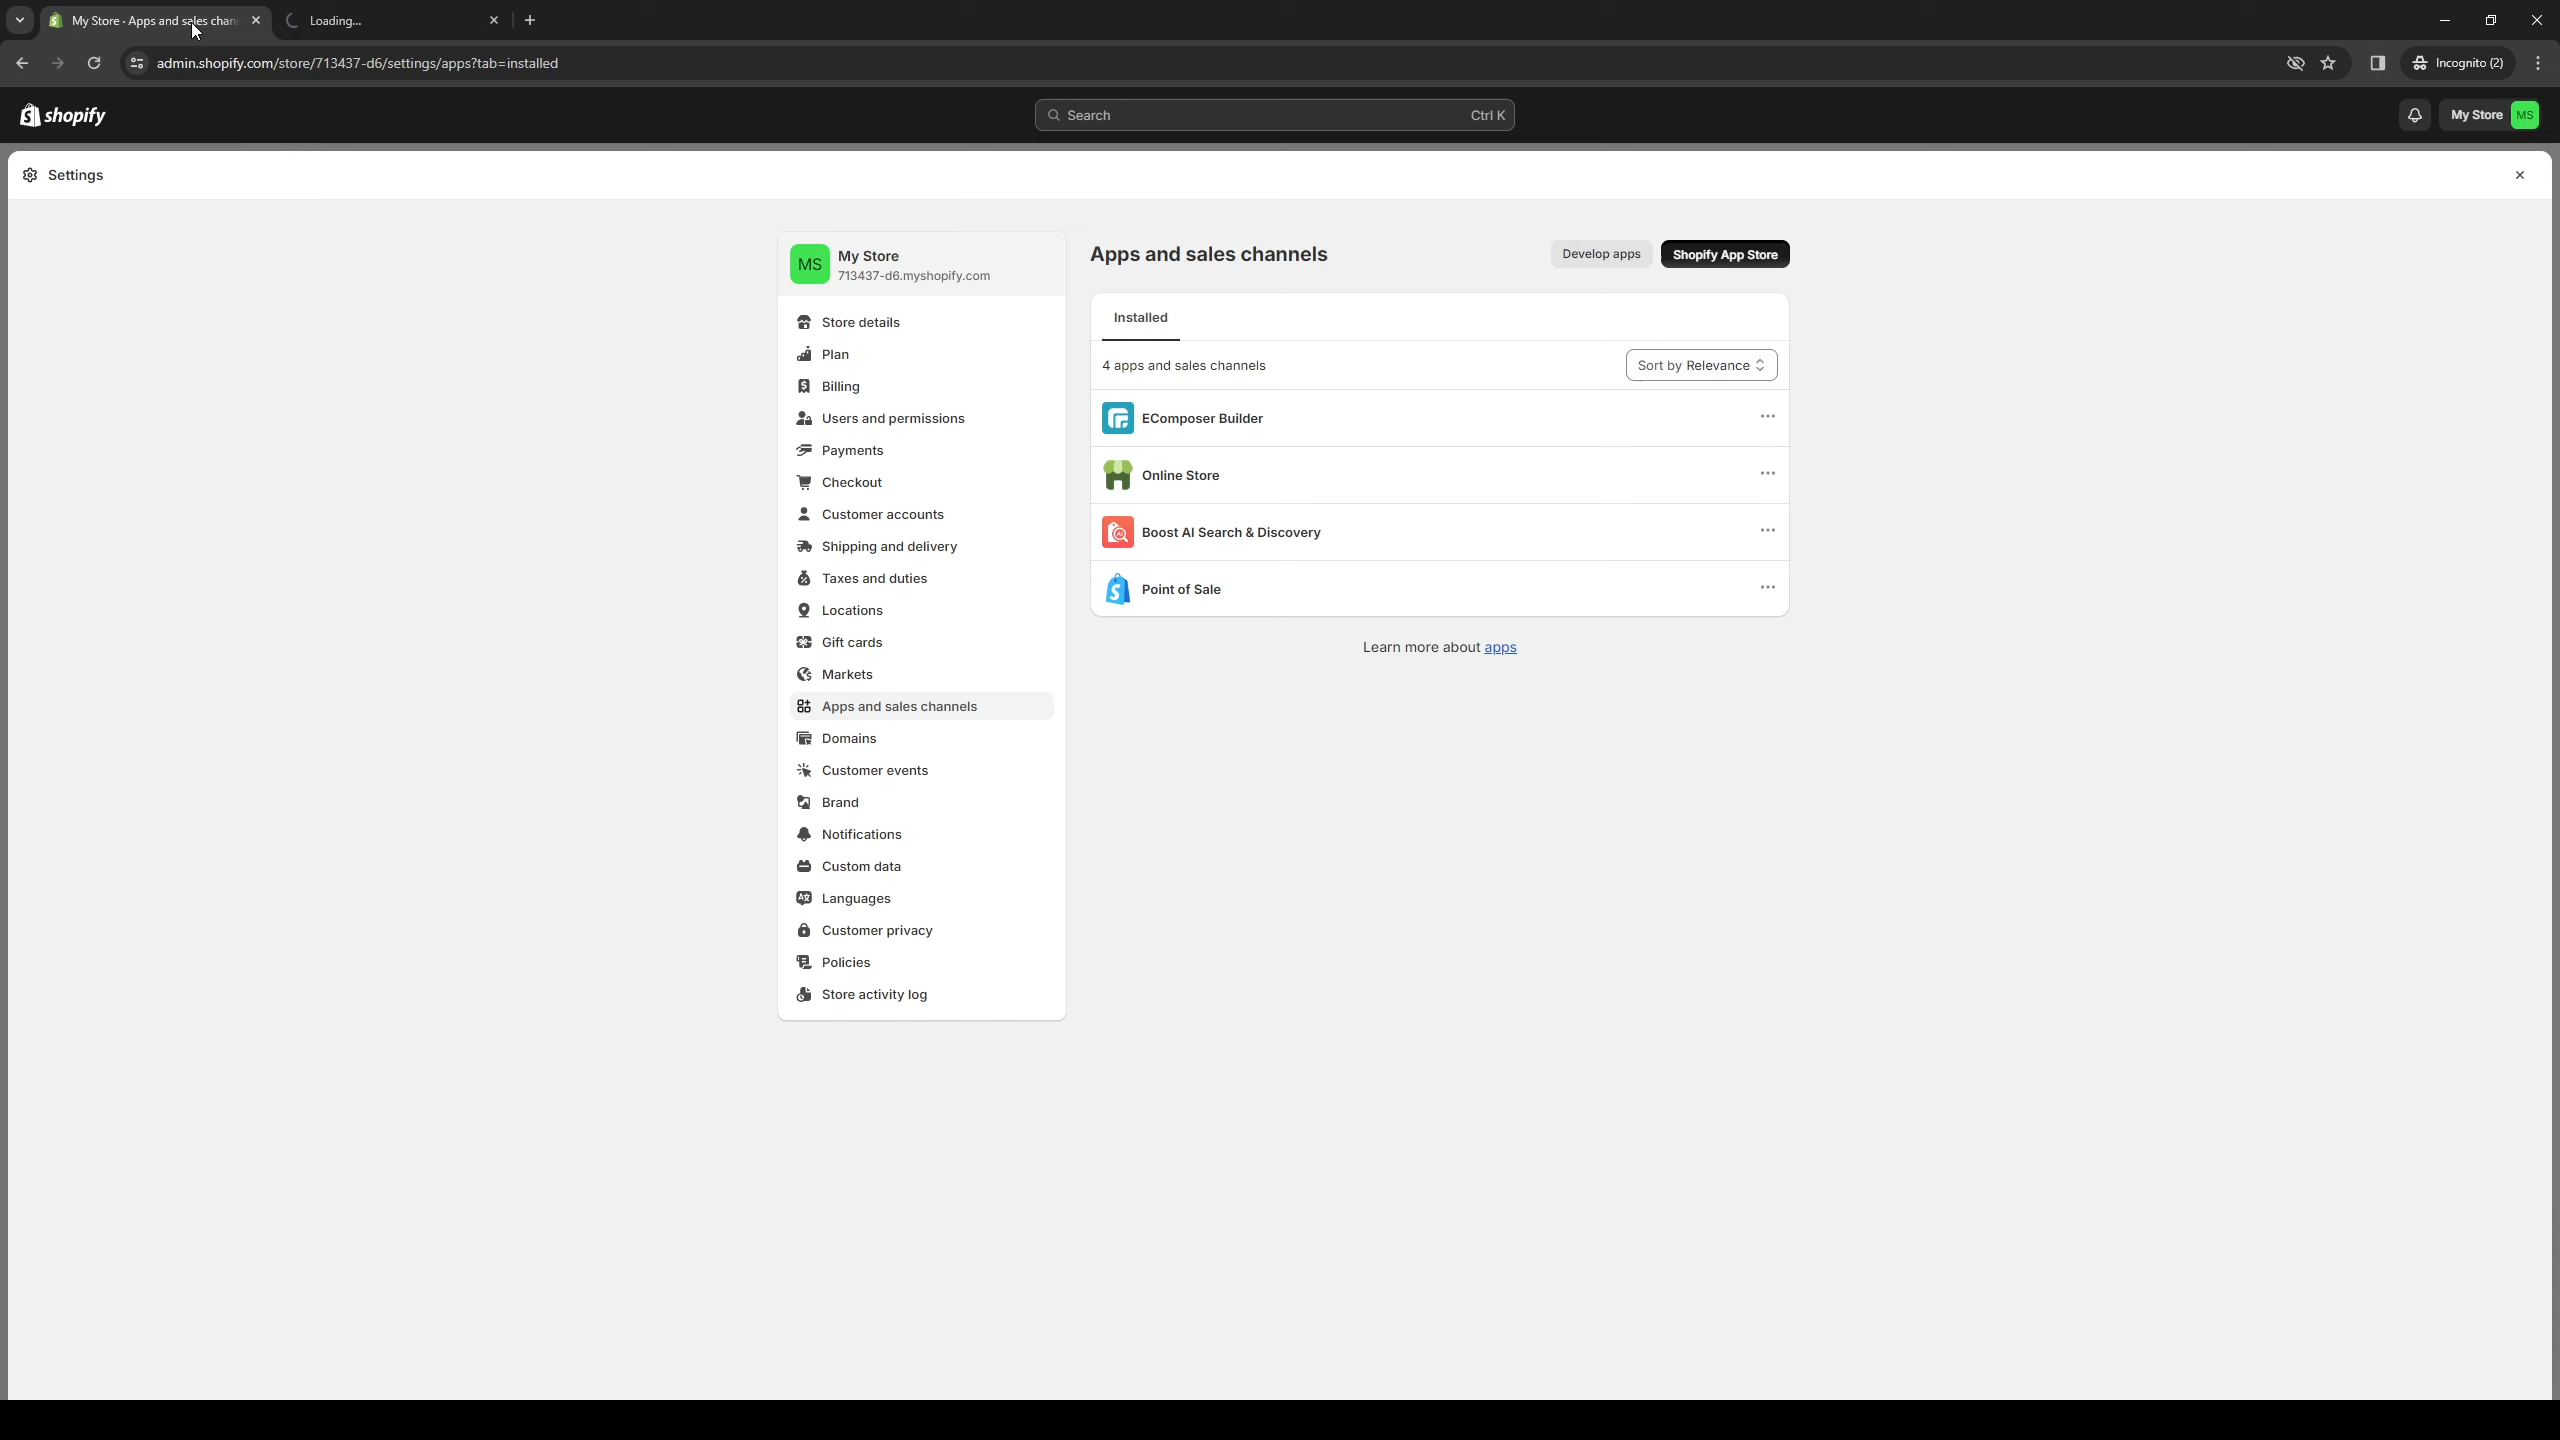 My Store · Apps and sales chan
Loading...
admin.shopify.com/store/713437-d6/settings/apps?tab=installed
Incognito (2)
shopify
Search
Ctrl K
My Store
MS
Settings
MS
My Store
713437-d6.myshopify.com
Store details
Plan
Billing
Users and permissions
Payments
Checkout
Customer accounts
Shipping and delivery
Taxes and duties
Locations
Gift cards
Markets
Apps and sales channels
Domains
Customer events
Brand
Notifications
Custom data
Languages
Customer privacy
Policies
Store activity log
Apps and sales channels
Develop apps
Shopify App Store
Installed
4 apps and sales channels
Sort by Relevance
EComposer Builder
Online Store
Boost AI Search & Discovery
Point of Sale
Learn more about apps